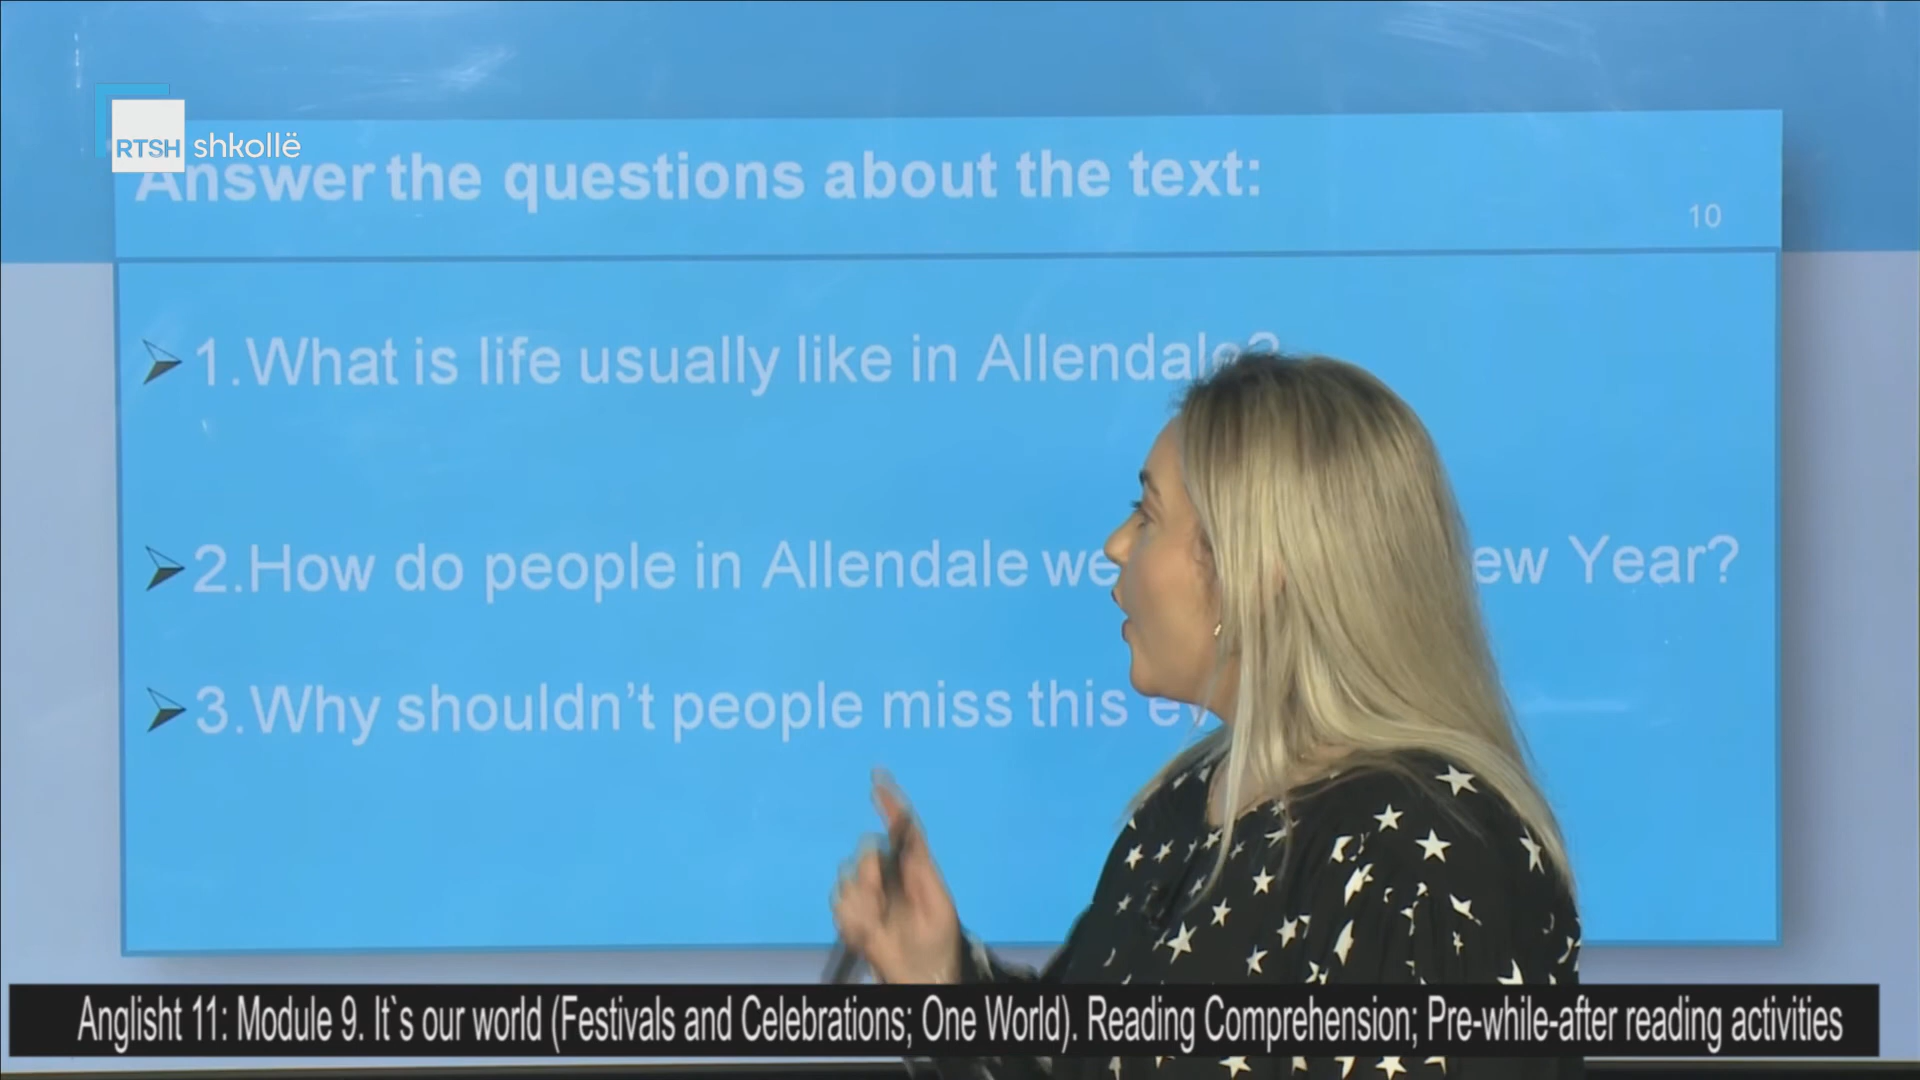 RTSH shkollë
Answer the questions about the text:
10
1.What is life usually like in Allendale?
2.How do people in Allendale ew Year?
3.Why shouldn't people miss this
Anglisht 11: Module 9. It`s our world (Festivals and Celebrations; One World). Reading Comprehension; Pre-while-after reading activities